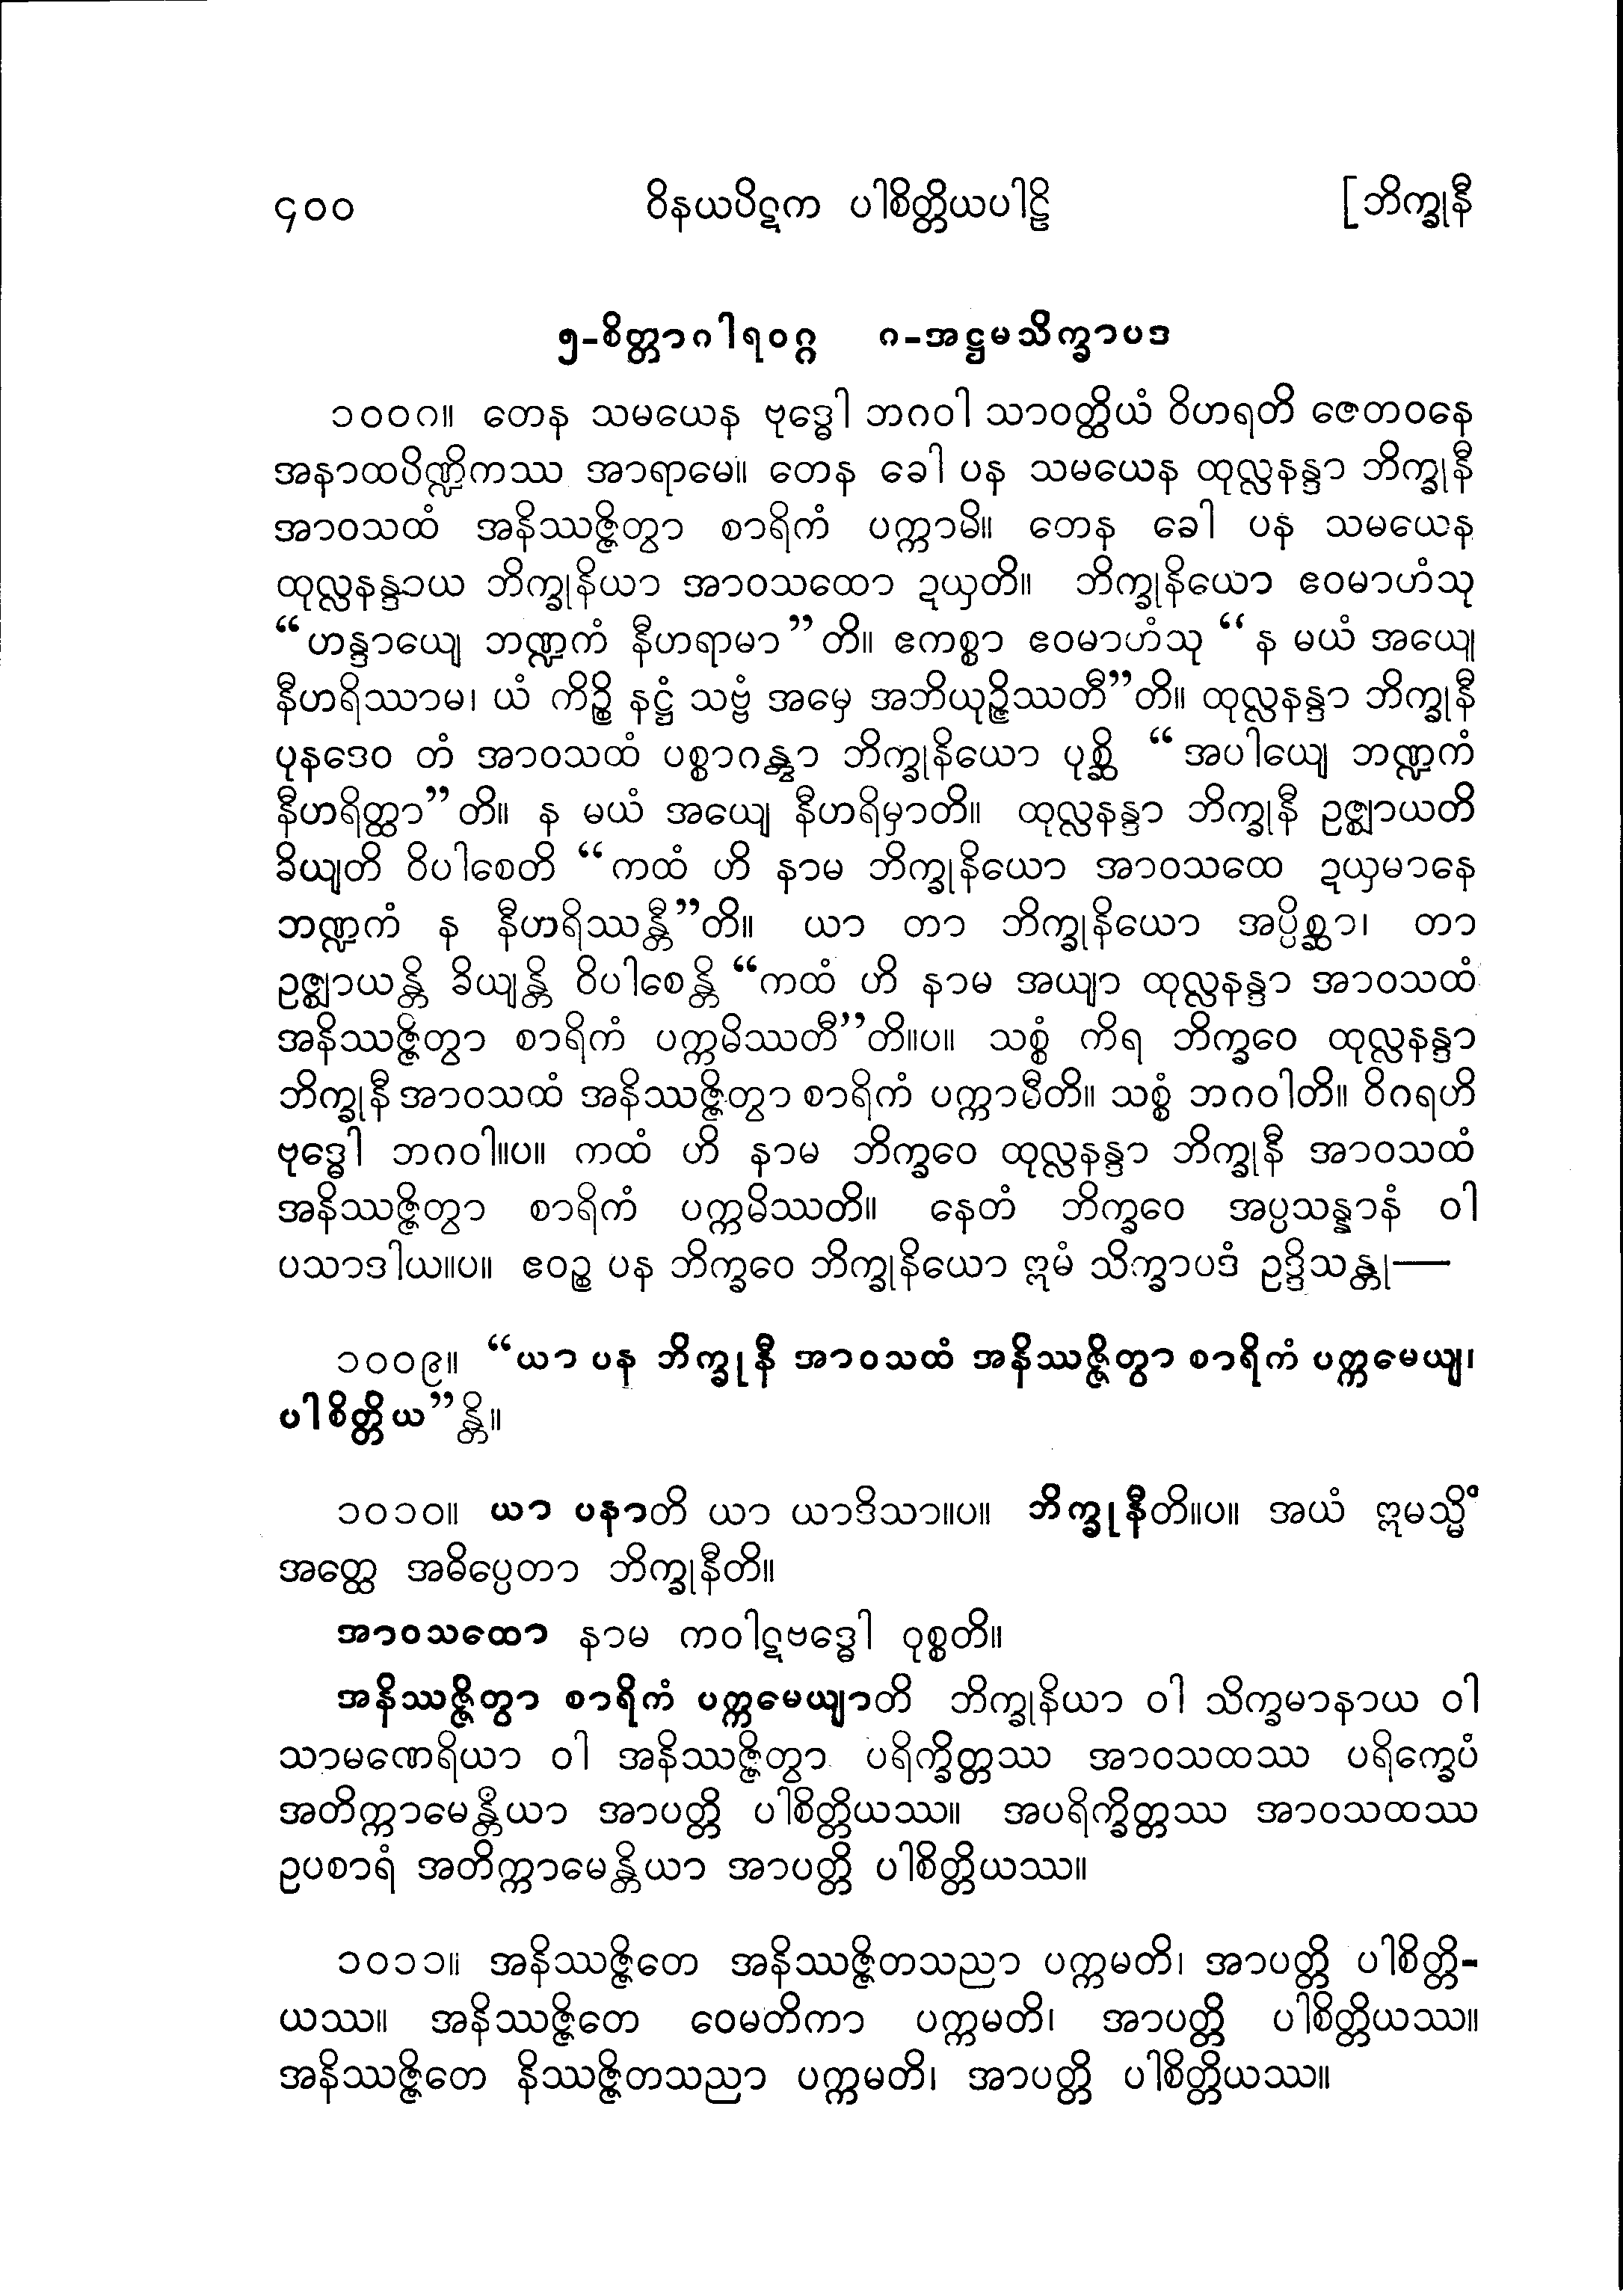 ၄၀၀ ဝိနယပိဋက ပါစိတ္တိယပါဠိ [ဘိက္ခုနီ
၅-စိတ္တာဂါရဝဂ္ဂ ၈-အဋ္ဌမသိက္ခာပဒ
၁၀၀၈။ တေန သမယေန ဗုဒ္ဓေါ ဘဂဝါ သာဝတ္ထိယံ ဝိဟရတိ ဇေတဝနေ
အနာထပိဏ္ဍိကဿ အာရာမေ။ တေန ခေါ ပန သမယေန ထုလ္လနန္ဒာ ဘိက္ခုနီ
အာဝသထံ အနိဿဇ္ဇိတွာ စာရိကံ ပက္ကာမိ။ တေန ခေါ ပန သမယေန
ထုလ္လနန္ဒာယ ဘိက္ခုနိယာ အာဝသထော ဍယှတိ။ ဘိက္ခုနိယော ဧဝမာဟံသု
“ဟန္ဒာယျေ ဘဏ္ဍကံ နီဟရာမာ”တိ။ ဧကစ္စာ ဧဝမာဟံသု “န မယံ အယျေ
နီဟရိဿာမ၊ ယံ ကိဉ္စိ နဋ္ဌံ သဗ္ဗံ အမှေ အဘိယုဉ္ဇိဿတီ”တိ။ ထုလ္လနန္ဒာ ဘိက္ခုနီ
ပုနဒေဝ တံ အာဝသထံ ပစ္စာဂန္တွာ ဘိက္ခုနိယော ပုစ္ဆိ “အပါယျေ ဘဏ္ဍကံ
နီဟရိတ္ထာ”တိ။ န မယံ အယျေ နီဟရိမှာတိ။ ထုလ္လနန္ဒာ ဘိက္ခုနီ ဥဇ္ဈာယတိ
ခိယျတိ ဝိပါစေတိ “ကထံ ဟိ နာမ ဘိက္ခုနိယော အာဝသထေ ဍယှမာနေ
ဘဏ္ဍကံ န နီဟရိဿန္တီ”တိ။ ယာ တာ ဘိက္ခုနိယော အပ္ပိစ္ဆာ၊ တာ
ဥဇ္ဈာယန္တိ ခိယျန္တိ ဝိပါစေန္တိ “ကထံ ဟိ နာမ အယျာ ထုလ္လနန္ဒာ အာဝသထံ
အနိဿဇ္ဇိတွာ စာရိကံ ပက္ကမိဿတီ”တိ။ပ။ သစ္စံ ကိရ ဘိက္ခဝေ ထုလ္လနန္ဒာ
ဘိက္ခုနီ အာဝသထံ အနိဿဇ္ဇိတွာ စာရိကံ ပက္ကာမီတိ။ သစ္စံ ဘဂဝါတိ။ ဝိဂရဟိ
ဗုဒ္ဓေါ ဘဂဝါ။ပ။ ကထံ ဟိ နာမ ဘိက္ခဝေ ထုလ္လနန္ဒာ ဘိက္ခုနီ အာဝသထံ
အနိဿဇ္ဇိတွာ စာရိကံ ပက္ကမိဿတိ။ နေတံ ဘိက္ခဝေ အပ္ပသန္နာနံ ဝါ
ပသာဒါယ။ပ။ ဧဝဉ္စ ပန ဘိက္ခဝေ ဘိက္ခုနိယော ဣမံ သိက္ခာပဒံ ဥဒ္ဒိသန္တု—
၁၀၀၉။ “ယာ ပန ဘိက္ခုနီ အာဝသထံ အနိဿဇ္ဇိတွာ စာရိကံ ပက္ကမေယျ၊
ပါစိတ္တိယ”န္တိ။
၁၀၁၀။ ယာ ပနာတိ ယာ ယာဒိသာ။ပ။ ဘိက္ခုနီတိ။ပ။ အယံ ဣမသ္မိံ
အတ္ထေ အဓိပ္ပေတာ ဘိက္ခုနီတိ။
အာဝသထော နာမ ကဝါဋဗဒ္ဓေါ ဝုစ္စတိ။
အနိဿဇ္ဇိတွာ စာရိကံ ပက္ကမေယျာတိ ဘိက္ခုနိယာ ဝါ သိက္ခမာနာယ ဝါ
သာမဏေရိယာ ဝါ အနိဿဇ္ဇိတွာ ပရိက္ခိတ္တဿ အာဝသထဿ ပရိက္ခေပံ
အတိက္ကာမေန္တိယာ အာပတ္တိ ပါစိတ္တိယဿ။ အပရိက္ခိတ္တဿ အာဝသထဿ
ဥပစာရံ အတိက္ကာမေန္တိယာ အာပတ္တိ ပါစိတ္တိယဿ။
၁၀၁၁။ အနိဿဇ္ဇိတေ အနိဿဇ္ဇိတသညာ ပက္ကမတိ၊ အာပတ္တိ ပါစိတ္တိ-
ယဿ။ အနိဿဇ္ဇိတေ ဝေမတိကာ ပက္ကမတိ၊ အာပတ္တိ ပါစိတ္တိယဿ။
အနိဿဇ္ဇိတေ နိဿဇ္ဇိတသညာ ပက္ကမတိ၊ အာပတ္တိ ပါစိတ္တိယဿ။